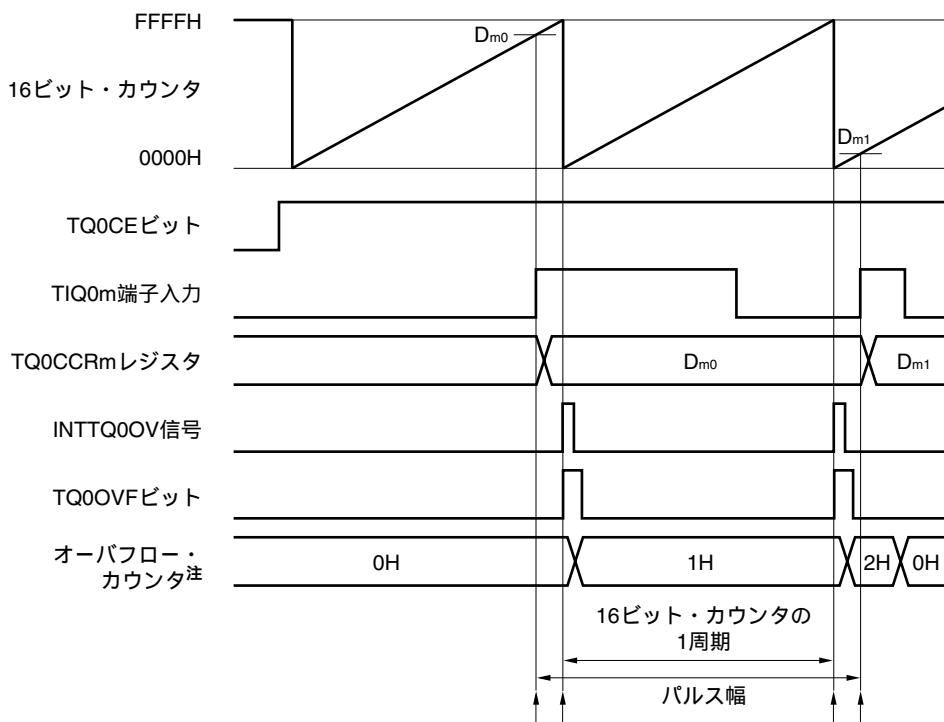 FFFFH
Dm0
16ビット・カウンタ
0000H
Dm1
TQ0CEビット
TIQ0m端子入力
TQ0CCRmレジスタ
Dm0
Dm1
INTTQ0OV信号
TQ0OVFビット
オーバフロー・
カウンタ注
0H
1H
2H
0H
16ビット・カウンタの
1周期
パルス幅